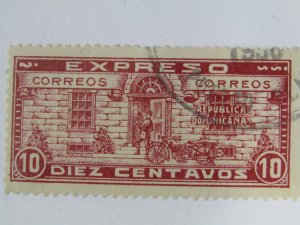 EXPRESO
CORREOS CORREOS
REPUBLICA
DOMINICANA
10 DIEZ CENTAVOS 10